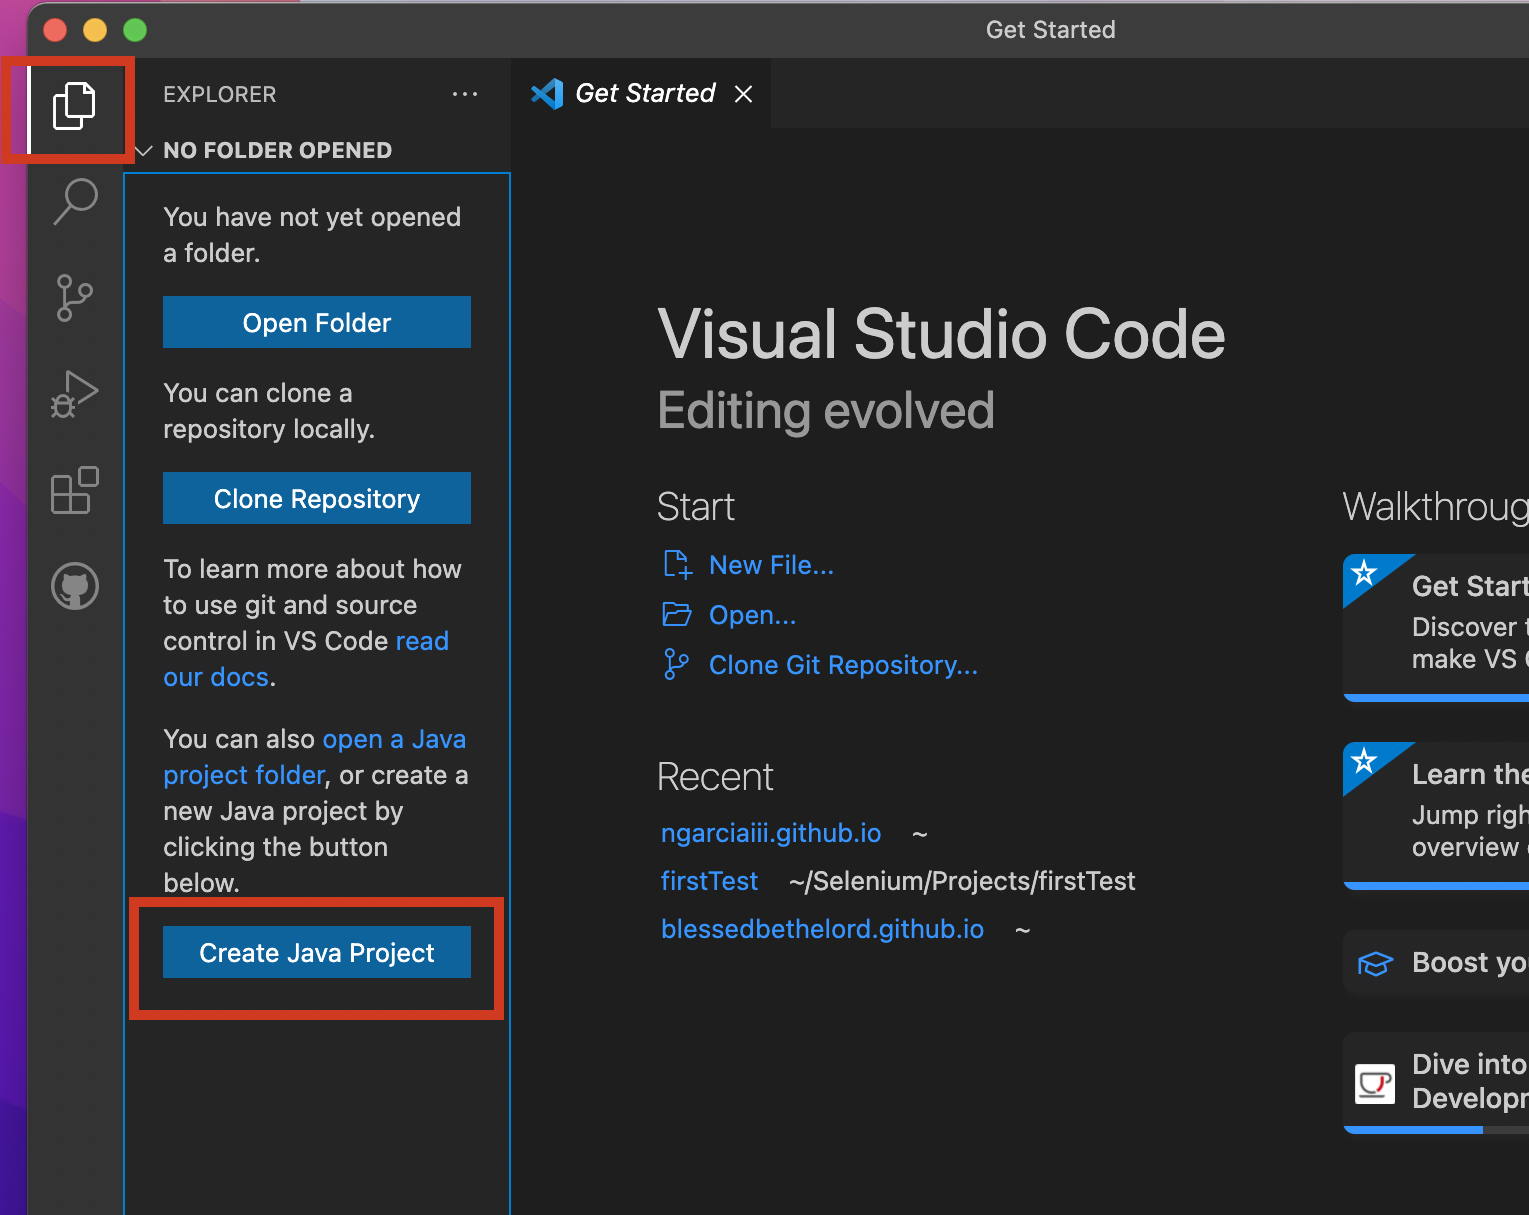 Get Started
EXPLORER
Get Started
NO FOLDER OPENED
You have not yet opened
a folder.
Open Folder
You can clone a
repository locally.
Clone Repository
To learn more about how
to use git and source
control in VS Code read
our docs.
You can also open a Java
project folder, or create a
new Java project by
clicking the button
below.
Create Java Project
Visual Studio Code
Editing evolved
Start
New File...
Open...
Clone Git Repository...
Recent
ngarciaiii.github.io ~
firstTest ~/Selenium/Projects/firstTest
blessedbethelord.github.io ~
Walkthroug
Get Start
Discover t
make VS C
Learn the
Jump righ
overview
Boost yo
Dive into
Developm